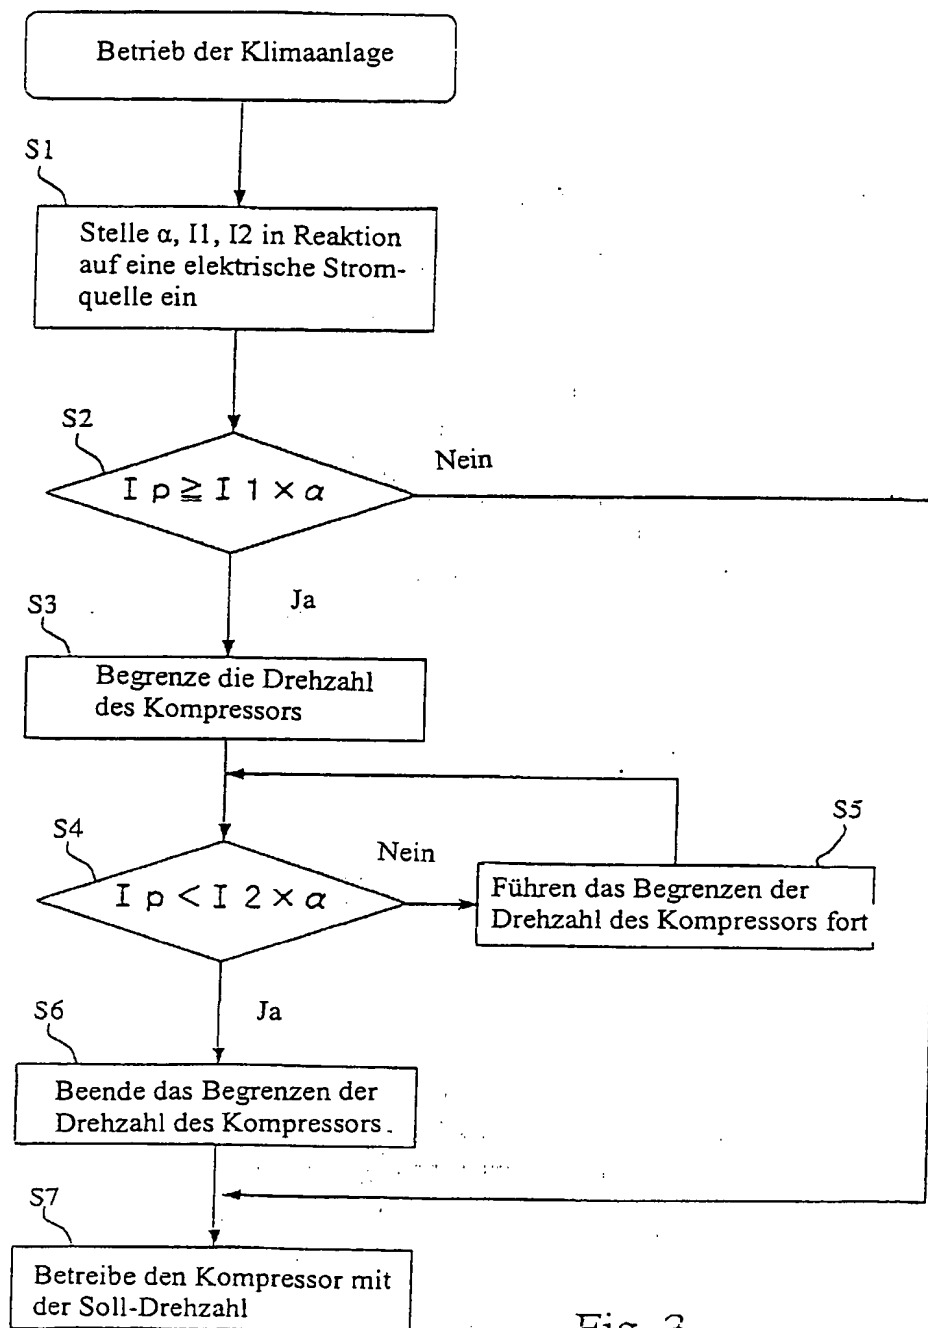 Betrieb der Klimaanlage
S1
Stelle α, I1, I2 in Reaktion
auf eine elektrische Strom-
quelle ein
S2
Nein
I p ≧ I 1 × α
Ja
S3
Begrenze die Drehzahl
des Kompressors
S4
Nein
S5
I p < I 2 × α
Führen das Begrenzen der
Drehzahl des Kompressors fort
Ja
S6
Beende das Begrenzen der
Drehzahl des Kompressors
S7
Betreibe den Kompressor mit
der Soll-Drehzahl
Fig. 3